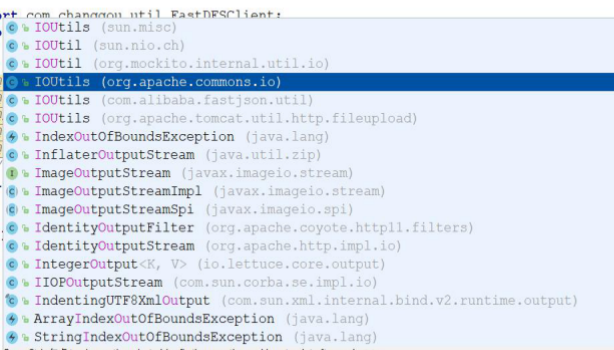 rt com.changgou.util.FastDFSClient;
IOUtils (sun.misc)
IOUtil (sun.nio.ch)
IOUtil (org.mockito.internal.util.io)
IOUtils (org.apache.commons.io)
IOUtils (com.alibaba.fastjson.util)
IOUtils (org.apache.tomcat.util.http.fileupload)
IndexOutOfBoundsException (java.lang)
InflaterOutputStream (java.util.zip)
ImageOutputStream (javax.imageio.stream)
ImageOutputStreamImpl (javax.imageio.stream)
ImageOutputStreamSpi (javax.imageio.spi)
IdentityOutputFilter (org.apache.coyote.http11.filters)
IdentityOutputStream (org.apache.http.impl.io)
IntegerOutput<K, V> (io.lettuce.core.output)
IIOPOutputStream (com.sun.corba.se.impl.io)
IndentingUTF8XmlOutput (com.sun.xml.internal.bind.v2.runtime.output)
ArrayIndexOutOfBoundsException (java.lang)
StringIndexOutOfBoundsException (java.lang)